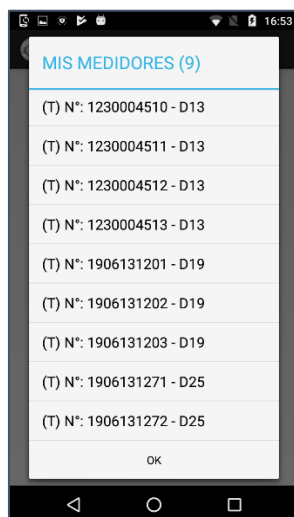 16:53
MIS MEDIDORES (9)
(T) N°: 1230004510 - D13
(T) N°: 1230004511 - D13
(T) N°: 1230004512 - D13
(T) N°: 1230004513 - D13
(T) N°: 1906131201 - D19
(T) N°: 1906131202 - D19
(T) N°: 1906131203 - D19
(T) N°: 1906131271 - D25
(T) N°: 1906131272 - D25
OK